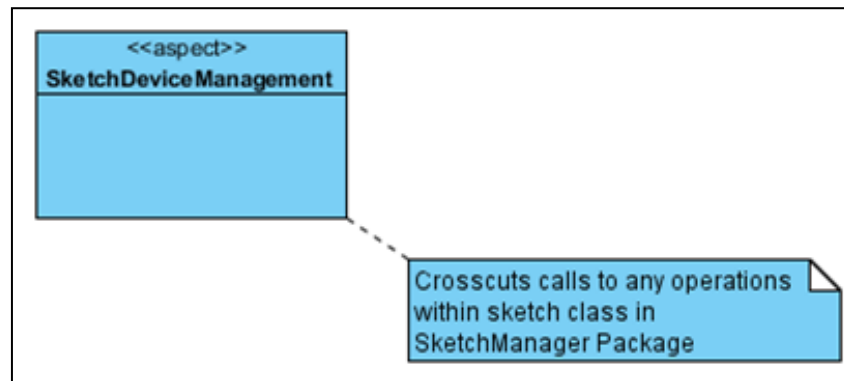 <<aspect>>
SketchDeviceManagement
Crosscuts calls to any operations
within sketch class in
SketchManager Package